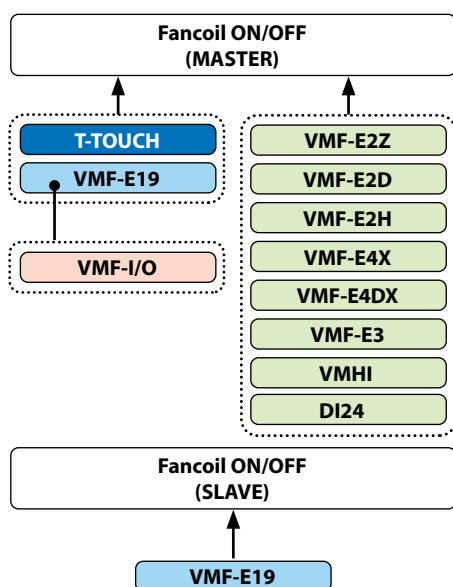 Fancoil ON/OFF
(MASTER)
T-TOUCH
VMF-E19
VMF-I/O
VMF-E2Z
VMF-E2D
VMF-E2H
VMF-E4X
VMF-E4DX
VMF-E3
VMHI
DI24
Fancoil ON/OFF
(SLAVE)
VMF-E19